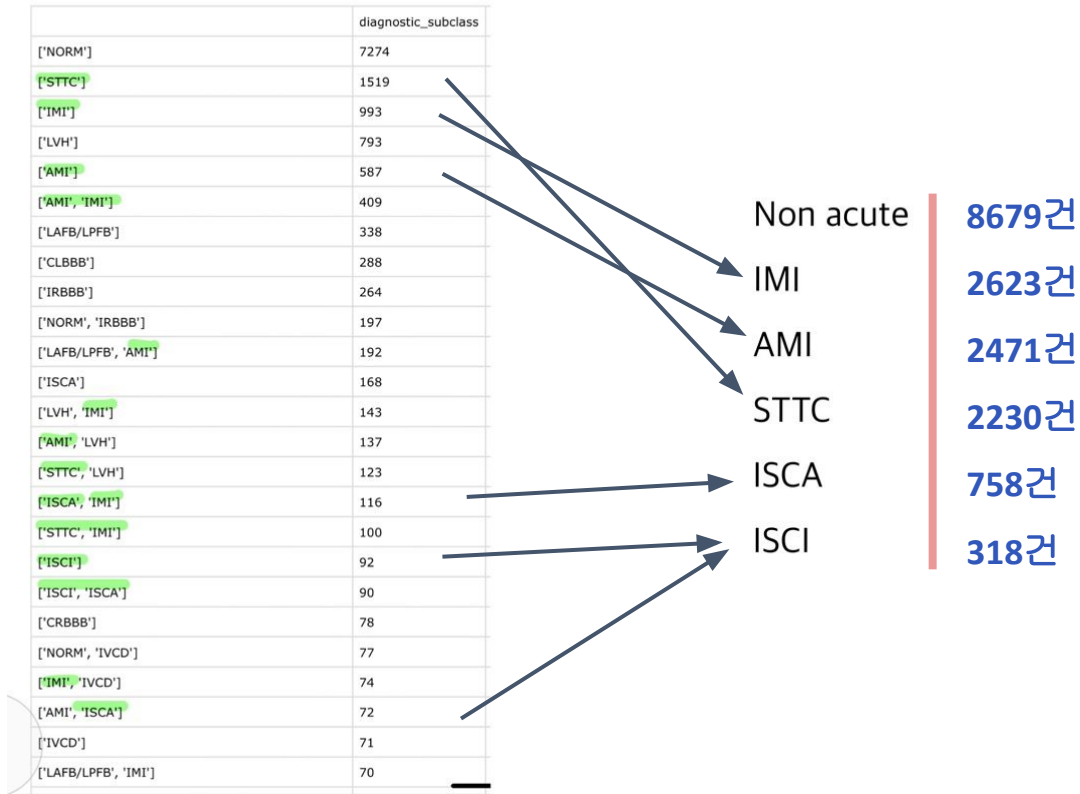 diagnostic_subclass
['NORM'] 7274
['STTC'] 1519
['IMI'] 993
['LVH'] 793
['AMI'] 587
['AMI', 'IMI'] 409
['LAFB/LPFB'] 338
['CLBBB'] 288
['IRBBB'] 264
['NORM', 'IRBBB'] 197
['LAFB/LPFB', 'AMI'] 192
['ISCA'] 168
['LVH', 'IMI'] 143
['AMI', 'LVH'] 137
['STTC', 'LVH'] 123
['ISCA', 'IMI'] 116
['STTC', 'IMI'] 100
['ISCI'] 92
['ISCI', 'ISCA'] 90
['CRBBB'] 78
['NORM', 'IVCD'] 77
['IMI', 'IVCD'] 74
['AMI', 'ISCA'] 72
['IVCD'] 71
['LAFB/LPFB', 'IMI'] 70
Non acute 8679건
IMI 2623건
AMI 2471건
STTC 2230건
ISCA 758건
ISCI 318건